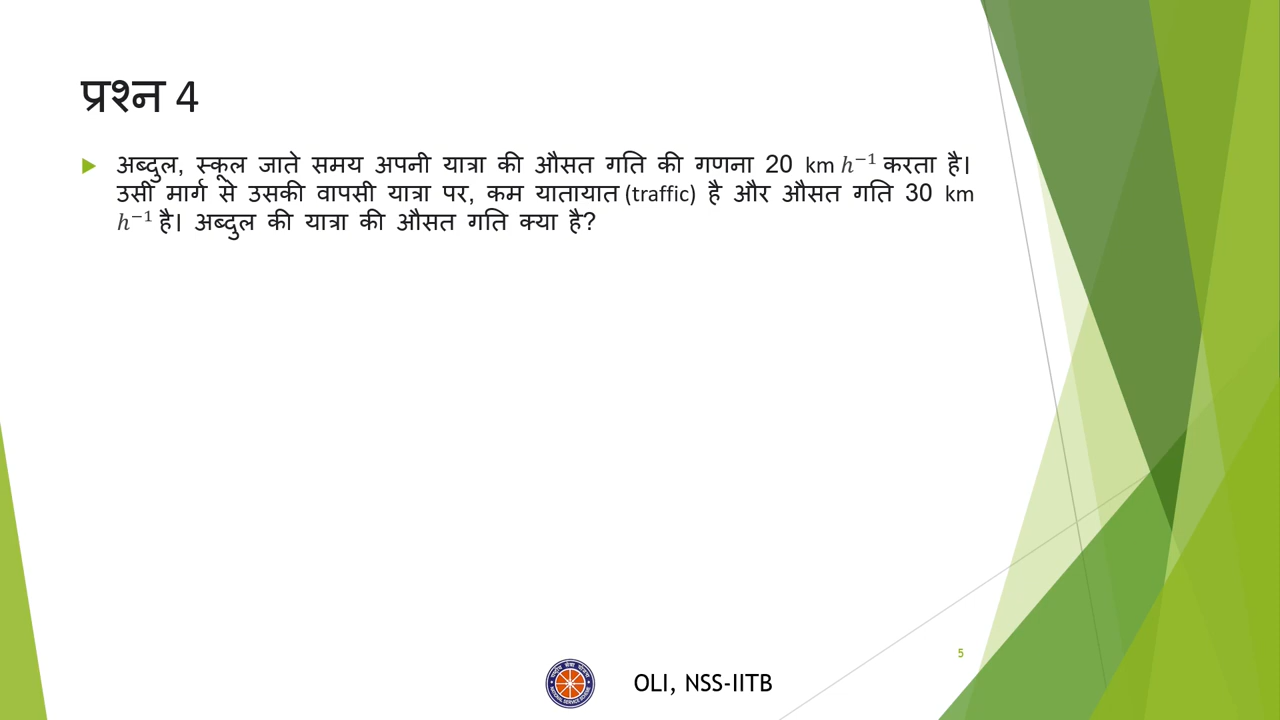 प्रश्न 4
अब्दुल, स्कूल जाते समय अपनी यात्रा की औसत गति की गणना 20 km h⁻¹ करता है।
उसी मार्ग से उसकी वापसी यात्रा पर, कम यातायात (traffic) है और औसत गति 30 km
h⁻¹ है। अब्दुल की यात्रा की औसत गति क्या है?
5
OLI, NSS-IITB